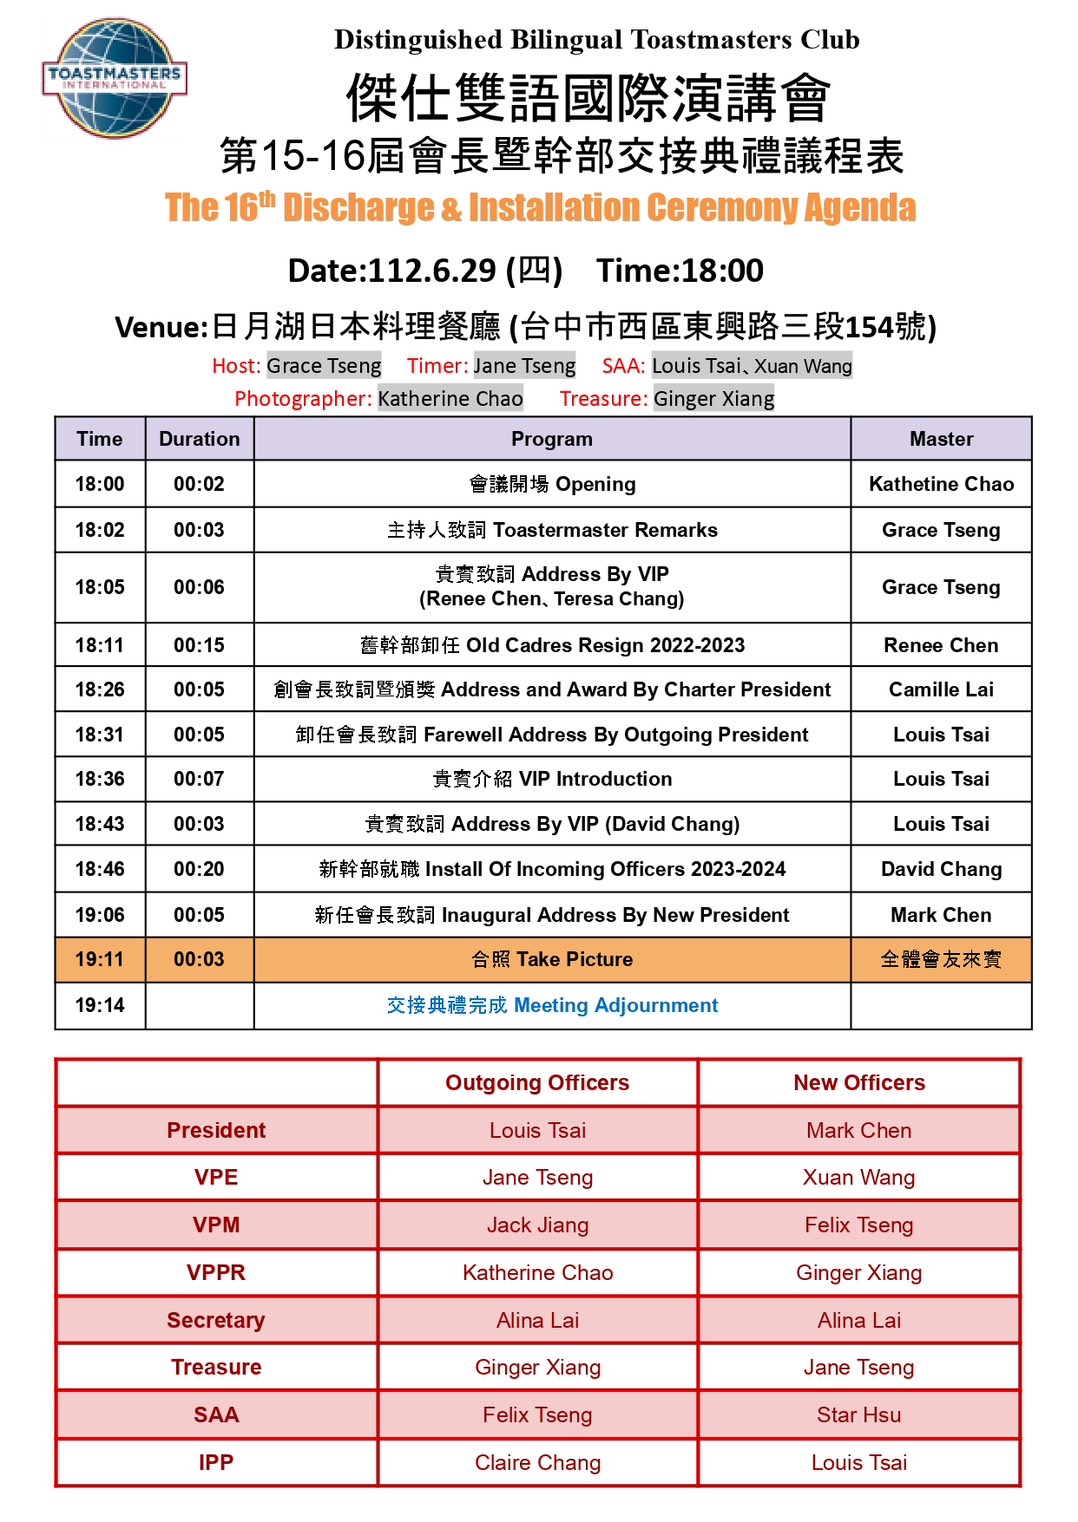 TOASTMASTERS
INTERNATIONAL
Distinguished Bilingual Toastmasters Club
傑仕雙語國際演講會
第15-16屆會長暨幹部交接典禮議程表
The 16th Discharge & Installation Ceremony Agenda
Date:112.6.29 (四) Time:18:00
Venue:日月湖日本料理餐廳 (台中市西區東興路三段154號)
Host: Grace Tseng Timer: Jane Tseng SAA: Louis Tsai、Xuan Wang
Photographer: Katherine Chao Treasure: Ginger Xiang
Time Duration Program Master
18:00 00:02 會議開場 Opening Kathetine Chao
18:02 00:03 主持人致詞 Toastermaster Remarks Grace Tseng
18:05 00:06 貴賓致詞 Address By VIP
(Renee Chen、Teresa Chang) Grace Tseng
18:11 00:15 舊幹部卸任 Old Cadres Resign 2022-2023 Renee Chen
18:26 00:05 創會長致詞暨頒獎 Address and Award By Charter President Camille Lai
18:31 00:05 卸任會長致詞 Farewell Address By Outgoing President Louis Tsai
18:36 00:07 貴賓介紹 VIP Introduction Louis Tsai
18:43 00:03 貴賓致詞 Address By VIP (David Chang) Louis Tsai
18:46 00:20 新幹部就職 Install Of Incoming Officers 2023-2024 David Chang
19:06 00:05 新任會長致詞 Inaugural Address By New President Mark Chen
19:11 00:03 合照 Take Picture 全體會友來賓
19:14 交接典禮完成 Meeting Adjournment
Outgoing Officers New Officers
President Louis Tsai Mark Chen
VPE Jane Tseng Xuan Wang
VPM Jack Jiang Felix Tseng
VPPR Katherine Chao Ginger Xiang
Secretary Alina Lai Alina Lai
Treasure Ginger Xiang Jane Tseng
SAA Felix Tseng Star Hsu
IPP Claire Chang Louis Tsai